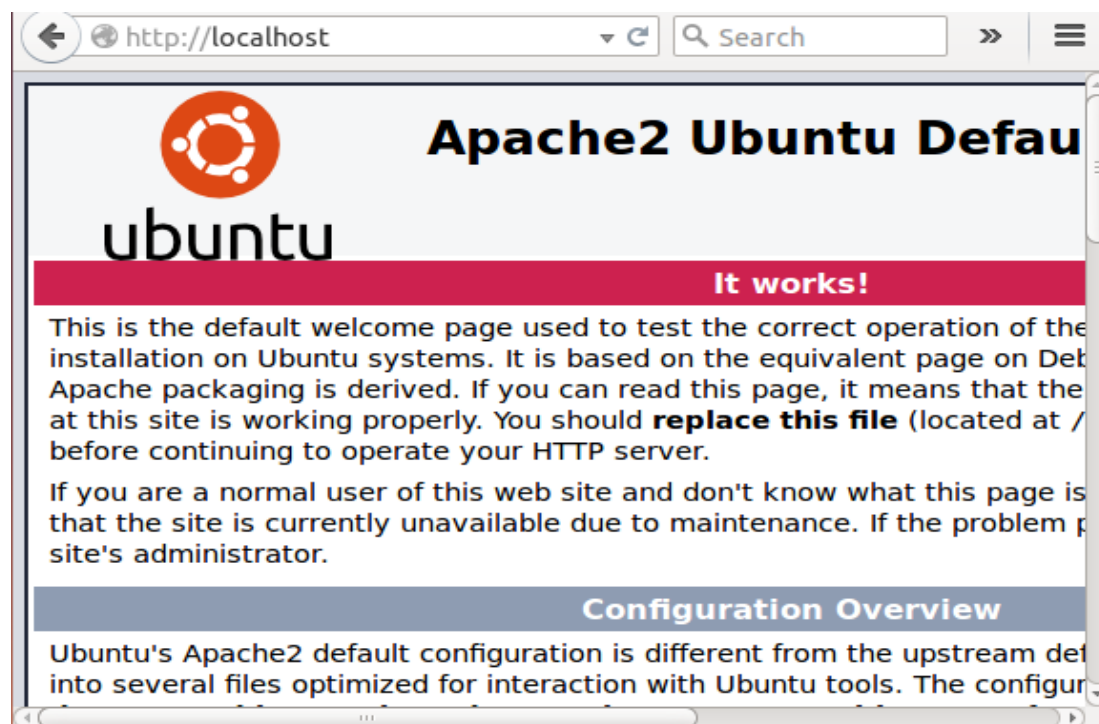 http://localhost
Search
ubuntu
Apache2 Ubuntu Defau
It works!
This is the default welcome page used to test the correct operation of the
installation on Ubuntu systems. It is based on the equivalent page on Deb
Apache packaging is derived. If you can read this page, it means that the
at this site is working properly. You should replace this file (located at /
before continuing to operate your HTTP server.
If you are a normal user of this web site and don't know what this page is
that the site is currently unavailable due to maintenance. If the problem p
site's administrator.
Configuration Overview
Ubuntu's Apache2 default configuration is different from the upstream def
into several files optimized for interaction with Ubuntu tools. The configur